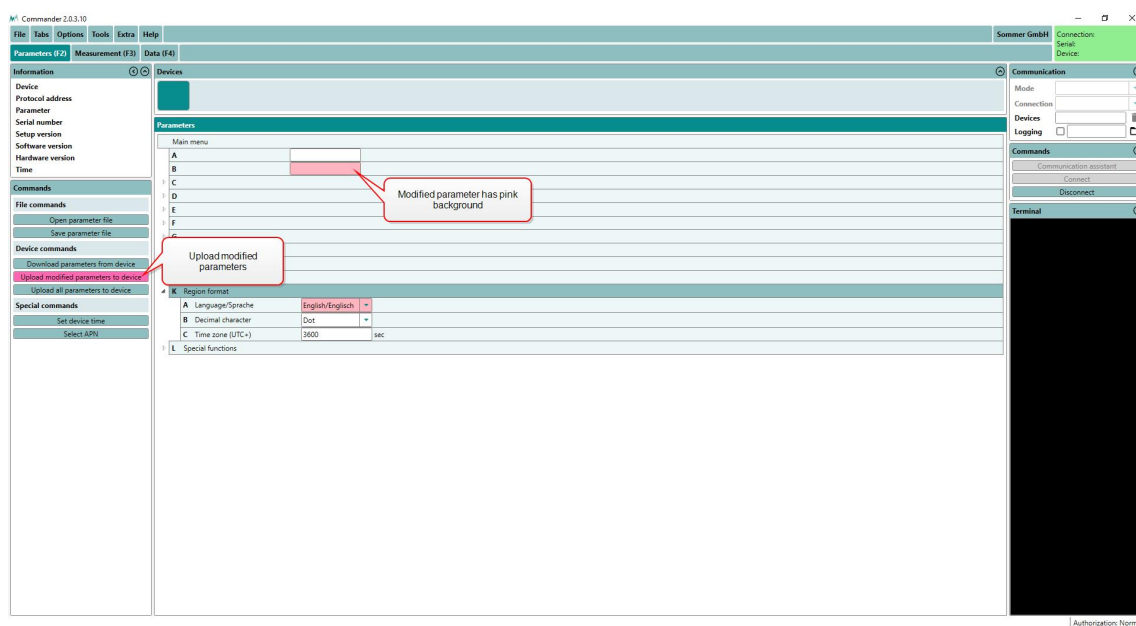 Commander 2.0.3.10
File Tabs Options Tools Extra Help
Sommer GmbH
Connection:
Serial:
Device:
Parameters (F2) Measurement (F3) Data (F4)
Information
Device
Protocol address
Parameter
Serial number
Setup version
Software version
Hardware version
Time
Commands
File commands
Open parameter file
Save parameter file
Device commands
Download parameters from device
Upload modified parameters to device
Upload all parameters to device
Special commands
Set device time
Select APN
Devices
Parameters
Main menu
A
B
C
D
E
F
Modified parameter has pink
background
Upload modified
parameters
K Region format
A Language/Sprache English/Englisch
B Decimal character Dot
C Time zone (UTC+) 3600 sec
L Special functions
Communication
Mode
Connection
Devices
Logging
Commands
Communication assistant
Connect
Disconnect
Terminal
Authorization: Norm